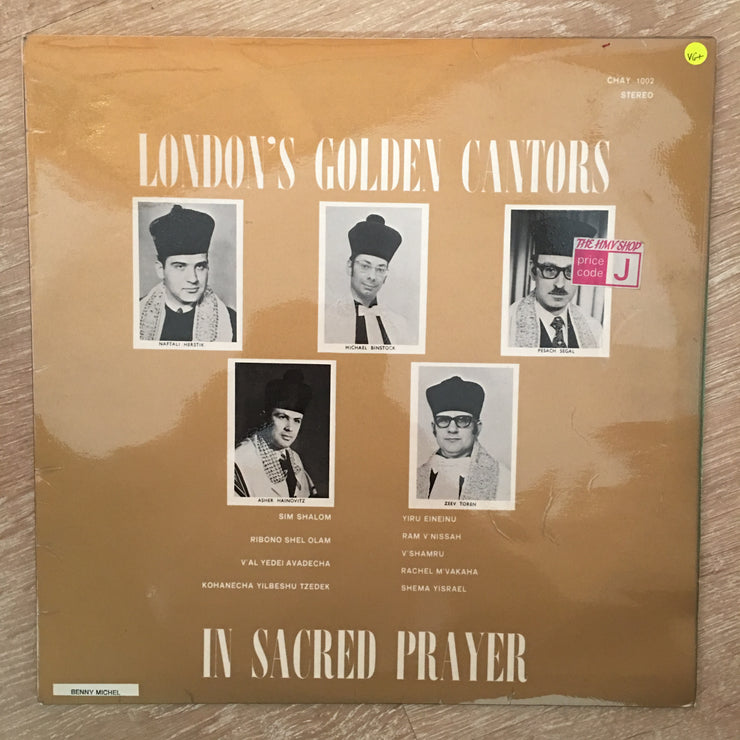 VG+
CHAY 1002
STEREO
LONDON'S GOLDEN CANTORS
NAFTALI HERSTIK
MICHAEL BINSTOCK
THE HMV SHOP
price
code
J
PESACH SEGAL
ASHER HAINOVITZ
ZEEV TOREN
SIM SHALOM
RIBONO SHEL OLAM
V'AL YEDEI AVADECHA
KOHANECHA YILBESHU TZEDEK
YIRU EINEINU
RAM V'NISSAH
V'SHAMRU
RACHEL M'VAKAHA
SHEMA YISRAEL
IN SACRED PRAYER
BENNY MICHEL